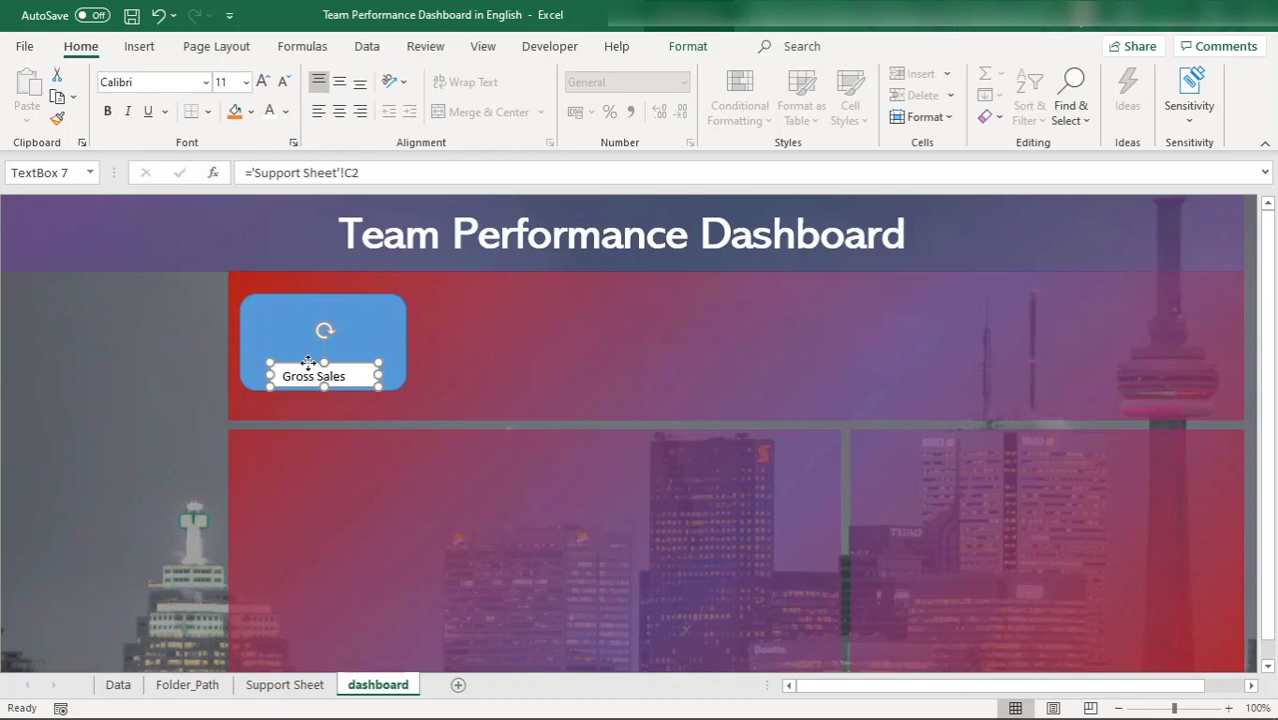 AutoSave Off Team Performance Dashboard in English - Excel
File Home Insert Page Layout Formulas Data Review View Developer Help Format Search Share Comments
Paste Calibri 11 B I U A Wrap Text Merge & Center General % Conditional Formatting Format as Table Cell Styles Insert Delete Format Sort & Filter Find & Select Ideas Sensitivity
Clipboard Font Alignment Number Styles Cells Editing Ideas Sensitivity
TextBox 7 fx ='Support Sheet'!C2
Team Performance Dashboard
Gross Sales
TRUMP
Deloitte.
Data Folder_Path Support Sheet dashboard
Ready 100%